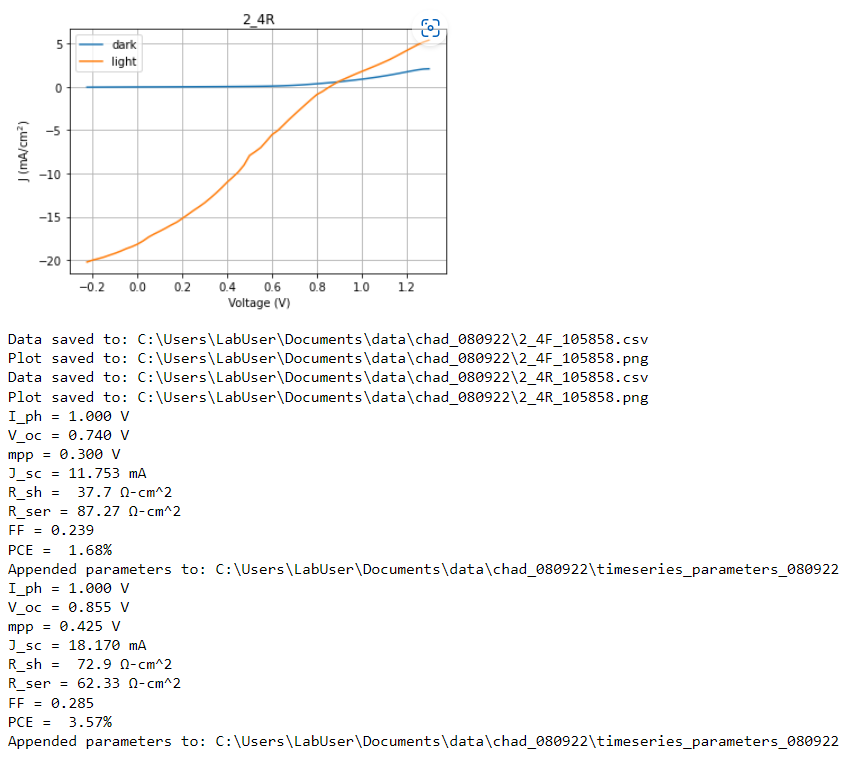 2_4R
dark
light
5
0
−5
−10
−15
−20
J (mA/cm²)
−0.2 0.0 0.2 0.4 0.6 0.8 1.0 1.2
Voltage (V)
Data saved to: C:\Users\LabUser\Documents\data\chad_080922\2_4F_105858.csv
Plot saved to: C:\Users\LabUser\Documents\data\chad_080922\2_4F_105858.png
Data saved to: C:\Users\LabUser\Documents\data\chad_080922\2_4R_105858.csv
Plot saved to: C:\Users\LabUser\Documents\data\chad_080922\2_4R_105858.png
I_ph = 1.000 V
V_oc = 0.740 V
mpp = 0.300 V
J_sc = 11.753 mA
R_sh =  37.7 Ω-cm^2
R_ser = 87.27 Ω-cm^2
FF = 0.239
PCE =  1.68%
Appended parameters to: C:\Users\LabUser\Documents\data\chad_080922\timeseries_parameters_080922
I_ph = 1.000 V
V_oc = 0.855 V
mpp = 0.425 V
J_sc = 18.170 mA
R_sh =  72.9 Ω-cm^2
R_ser = 62.33 Ω-cm^2
FF = 0.285
PCE =  3.57%
Appended parameters to: C:\Users\LabUser\Documents\data\chad_080922\timeseries_parameters_080922